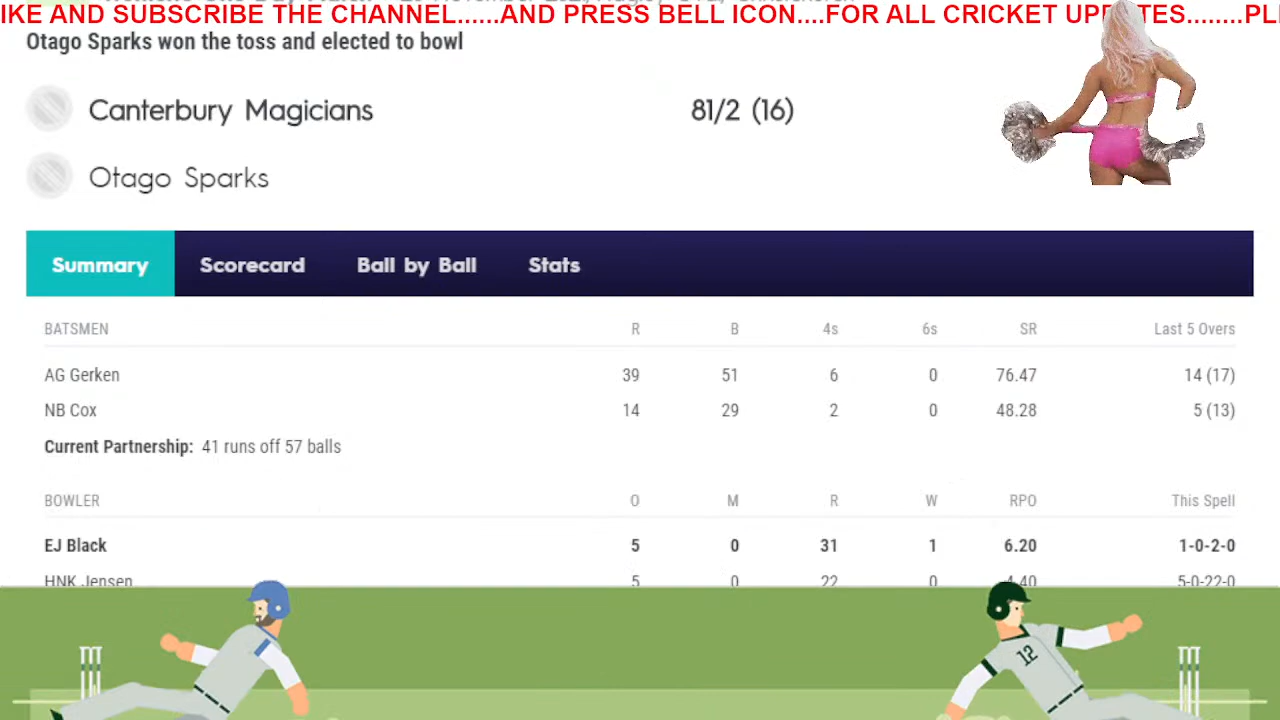 IKE AND SUBSCRIBE THE CHANNEL......AND PRESS BELL ICON....FOR ALL CRICKET UP TES........PL
Otago Sparks won the toss and elected to bowl
Canterbury Magicians 81/2 (16)
Otago Sparks
Summary Scorecard Ball by Ball Stats
BATSMEN R B 4s 6s SR Last 5 Overs
AG Gerken 39 51 6 0 76.47 14 (17)
NB Cox 14 29 2 0 48.28 5 (13)
Current Partnership: 41 runs off 57 balls
BOWLER O M R W RPO This Spell
EJ Black 5 0 31 1 6.20 1-0-2-0
HNK Jensen 5 0 22 0 4.40 5-0-22-0
12